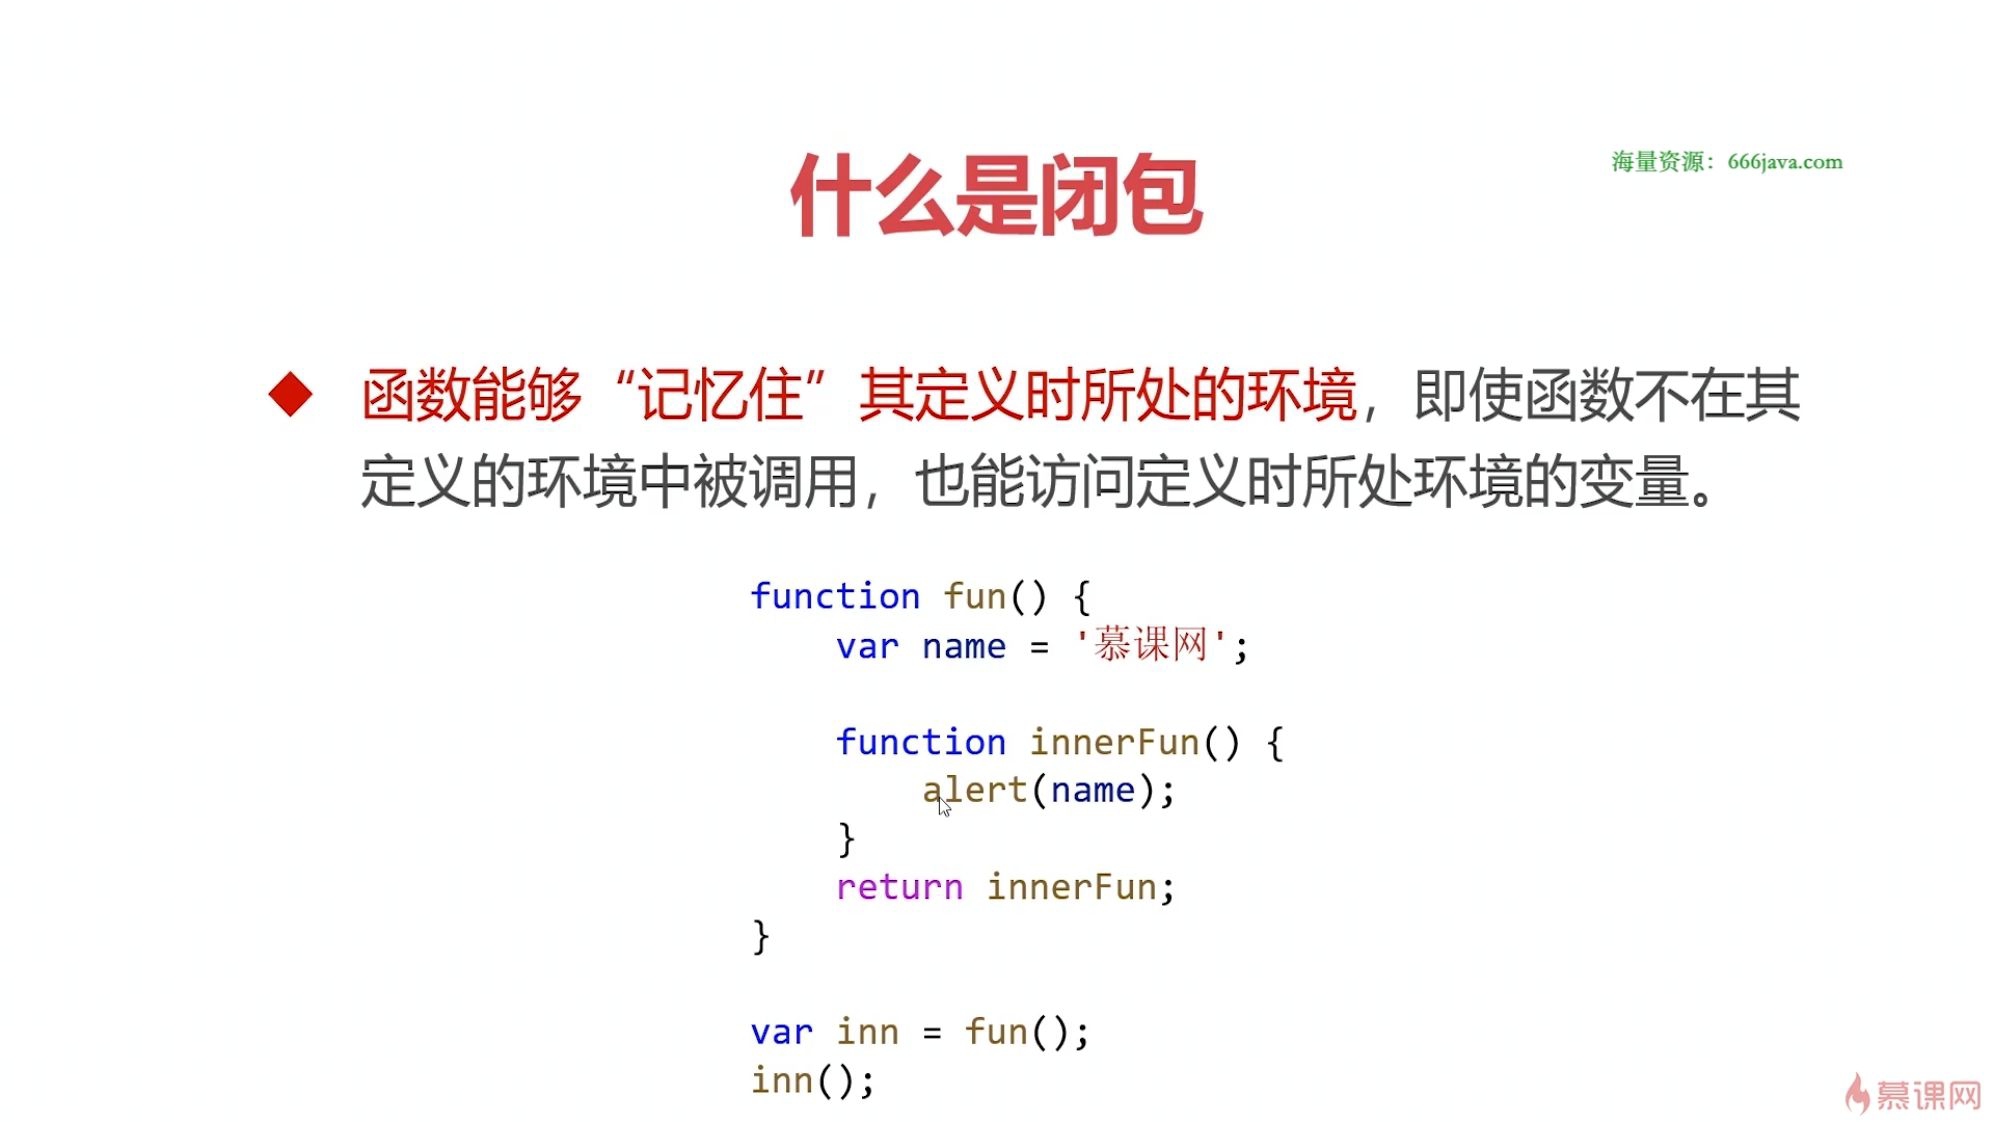 什么是闭包
海量资源：666java.com
函数能够“记忆住”其定义时所处的环境，即使函数不在其
定义的环境中被调用，也能访问定义时所处环境的变量。
function fun() {
    var name = '慕课网';
    function innerFun() {
        alert(name);
    }
    return innerFun;
}
var inn = fun();
inn();
慕课网